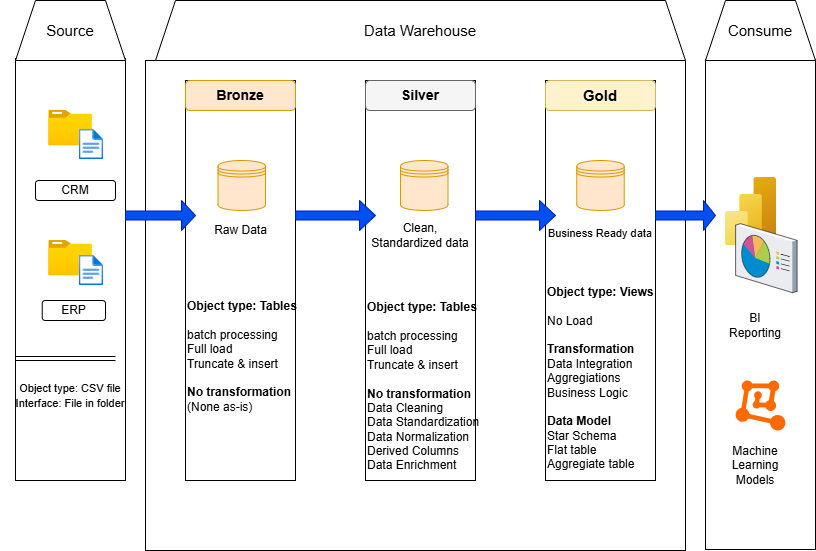 Source
Data Warehouse
Consume
CRM
ERP
Object type: CSV file
Interface: File in folder
Bronze
Raw Data
Object type: Tables
batch processing
Full load
Truncate & insert
No transformation
(None as-is)
Silver
Clean,
Standardized data
Object type: Tables
batch processing
Full load
Truncate & insert
No transformation
Data Cleaning
Data Standardization
Data Normalization
Derived Columns
Data Enrichment
Gold
Business Ready data
Object type: Views
No Load
Transformation
Data Integration
Aggregiations
Business Logic
Data Model
Star Schema
Flat table
Aggregiate table
BI
Reporting
Machine
Learning
Models